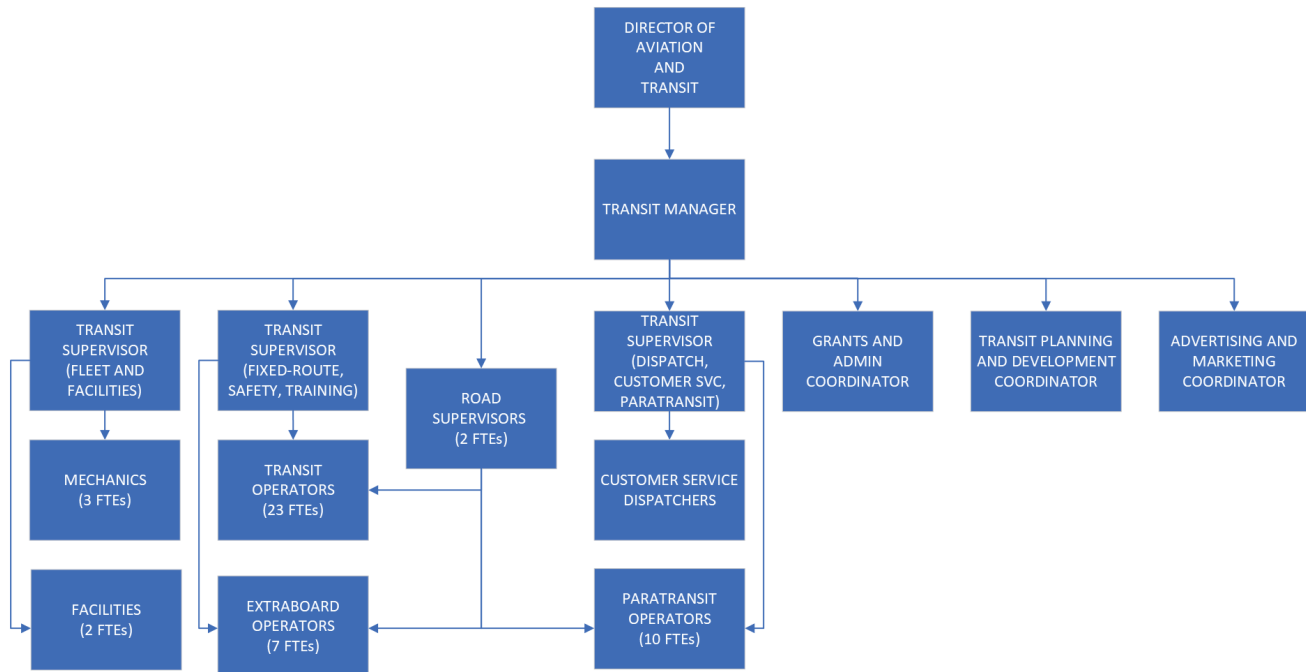 DIRECTOR OF
AVIATION
AND
TRANSIT
TRANSIT MANAGER
TRANSIT
SUPERVISOR
(FLEET AND
FACILITIES)
TRANSIT
SUPERVISOR
(FIXED-ROUTE,
SAFETY, TRAINING)
ROAD
SUPERVISORS
(2 FTEs)
TRANSIT
SUPERVISOR
(DISPATCH,
CUSTOMER SVC,
PARATRANSIT)
GRANTS AND
ADMIN
COORDINATOR
TRANSIT PLANNING
AND DEVELOPMENT
COORDINATOR
ADVERTISING AND
MARKETING
COORDINATOR
MECHANICS
(3 FTEs)
TRANSIT
OPERATORS
(23 FTEs)
CUSTOMER SERVICE
DISPATCHERS
FACILITIES
(2 FTEs)
EXTRABOARD
OPERATORS
(7 FTEs)
PARATRANSIT
OPERATORS
(10 FTEs)